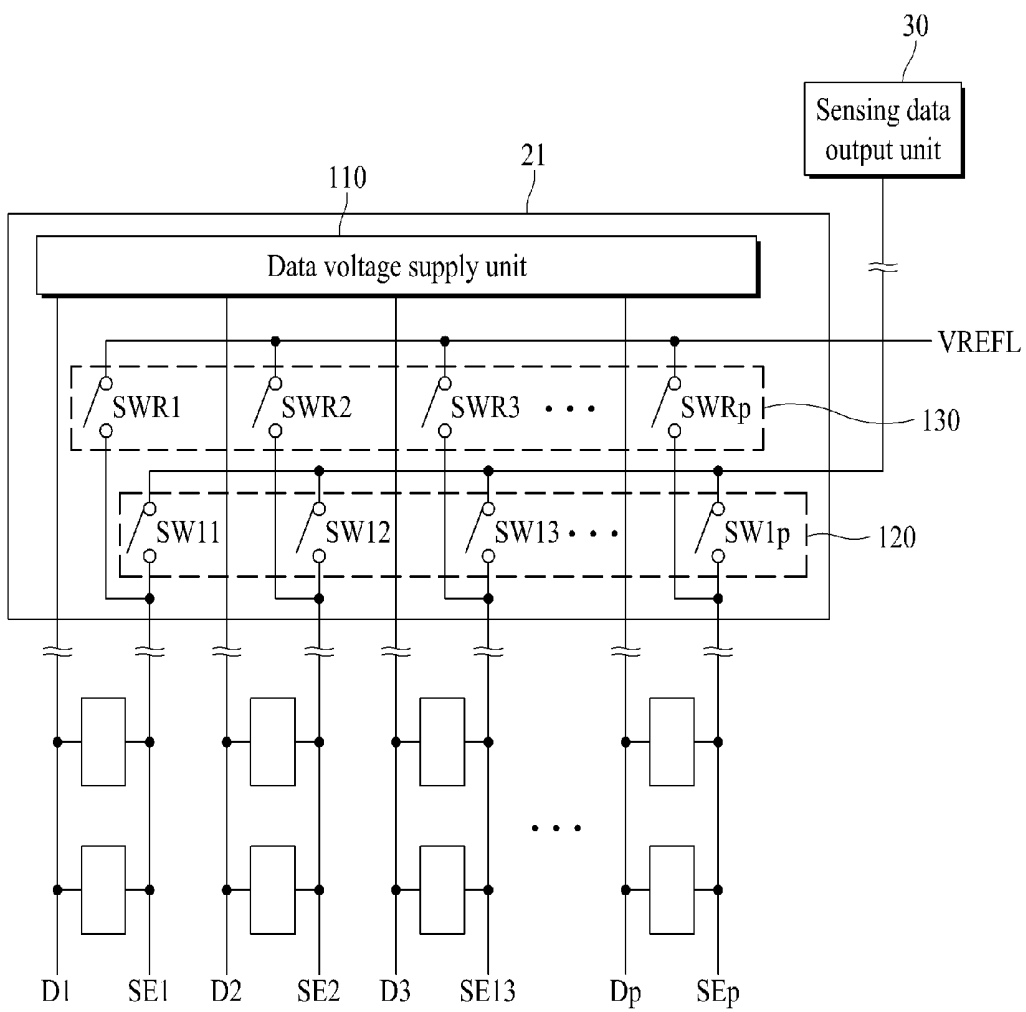 30
Sensing data
output unit
21
110
Data voltage supply unit
VREFL
SWR1 SWR2 SWR3 • • • SWRp
130
SW11 SW12 SW13 • • • SW1p
120
• • •
D1 SE1 D2 SE2 D3 SE13 Dp SEp